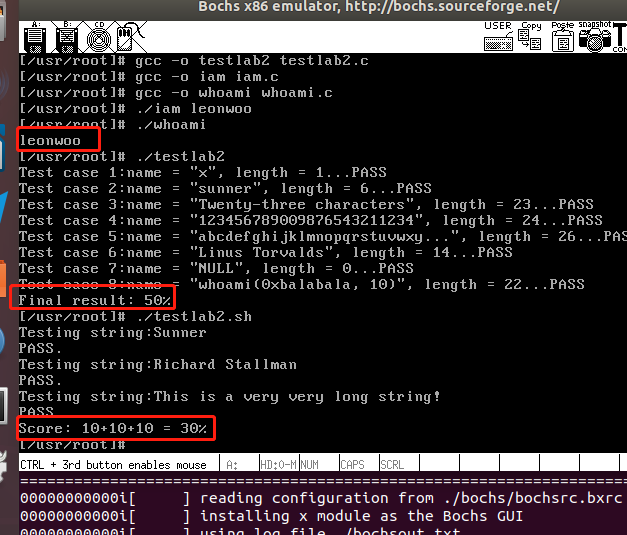 Bochs x86 emulator, http://bochs.sourceforge.net/
A: B: CD USER Copy Paste snapshot
[/usr/root]# gcc -o testlab2 testlab2.c
[/usr/root]# gcc -o iam iam.c
[/usr/root]# gcc -o whoami whoami.c
[/usr/root]# ./iam leonwoo
[/usr/root]# ./whoami
leonwoo
[/usr/root]# ./testlab2
Test case 1:name = "x", length = 1...PASS
Test case 2:name = "sunner", length = 6...PASS
Test case 3:name = "Twenty-three characters", length = 23...PASS
Test case 4:name = "123456789009876543211234", length = 24...PASS
Test case 5:name = "abcdefghijklmnopqrstuvwxy...", length = 26...PA
Test case 6:name = "Linus Torvalds", length = 14...PASS
Test case 7:name = "NULL", length = 0...PASS
Test case 8:name = "whoami(0xbalabala, 10)", length = 22...PASS
Final result: 50%
[/usr/root]# ./testlab2.sh
Testing string:Sunner
PASS.
Testing string:Richard Stallman
PASS.
Testing string:This is a very very long string!
PASS
Score: 10+10+10 = 30%
[/usr/root]#
CTRL + 3rd button enables mouse A: HD:0-M NUM CAPS SCRL
========================================================================
00000000000i[ ] reading configuration from ./bochs/bochsrc.bxrc
00000000000i[ ] installing x module as the Bochs GUI
00000000000i[ ] using log file ./bochsout.txt